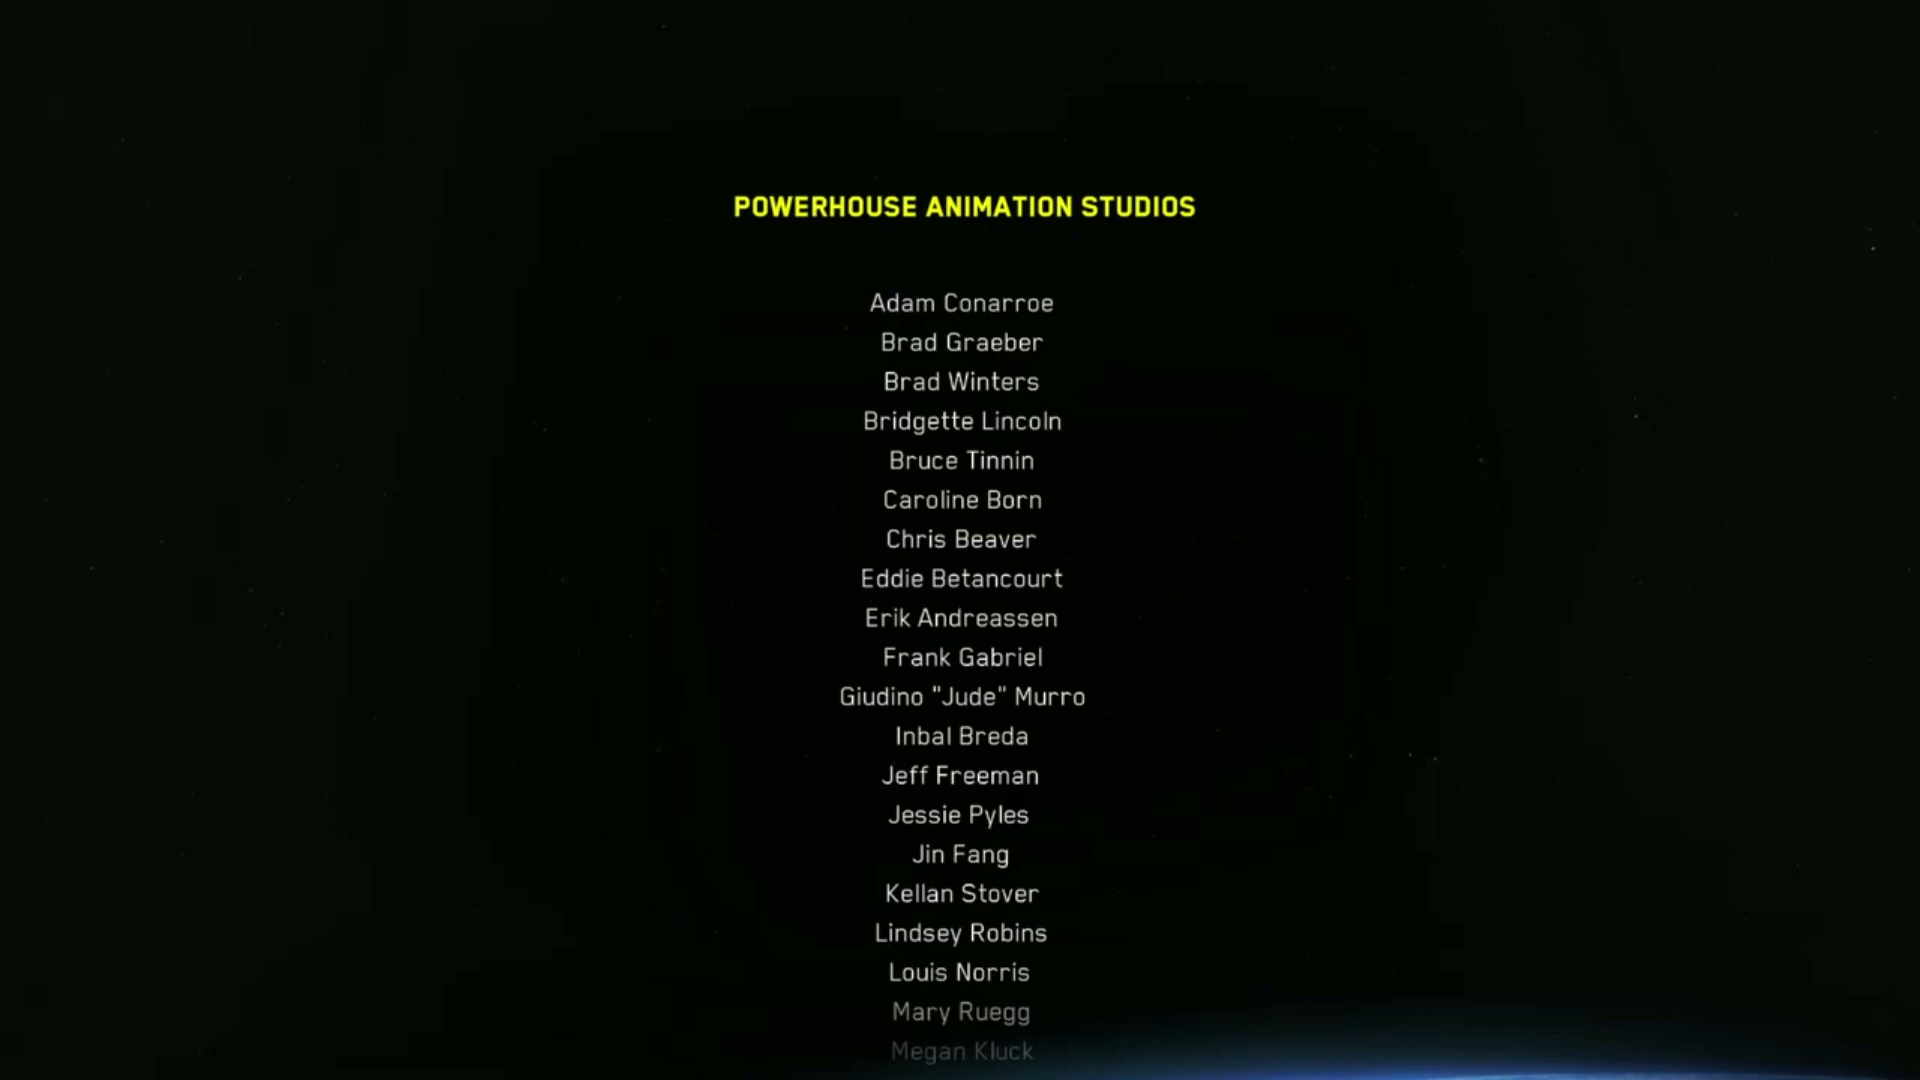 POWERHOUSE ANIMATION STUDIOS
Adam Conarroe
Brad Graeber
Brad Winters
Bridgette Lincoln
Bruce Tinnin
Caroline Born
Chris Beaver
Eddie Betancourt
Erik Andreassen
Frank Gabriel
Giudino "Jude" Murro
Inbal Breda
Jeff Freeman
Jessie Pyles
Jin Fang
Kellan Stover
Lindsey Robins
Louis Norris
Mary Ruegg
Megan Kluck